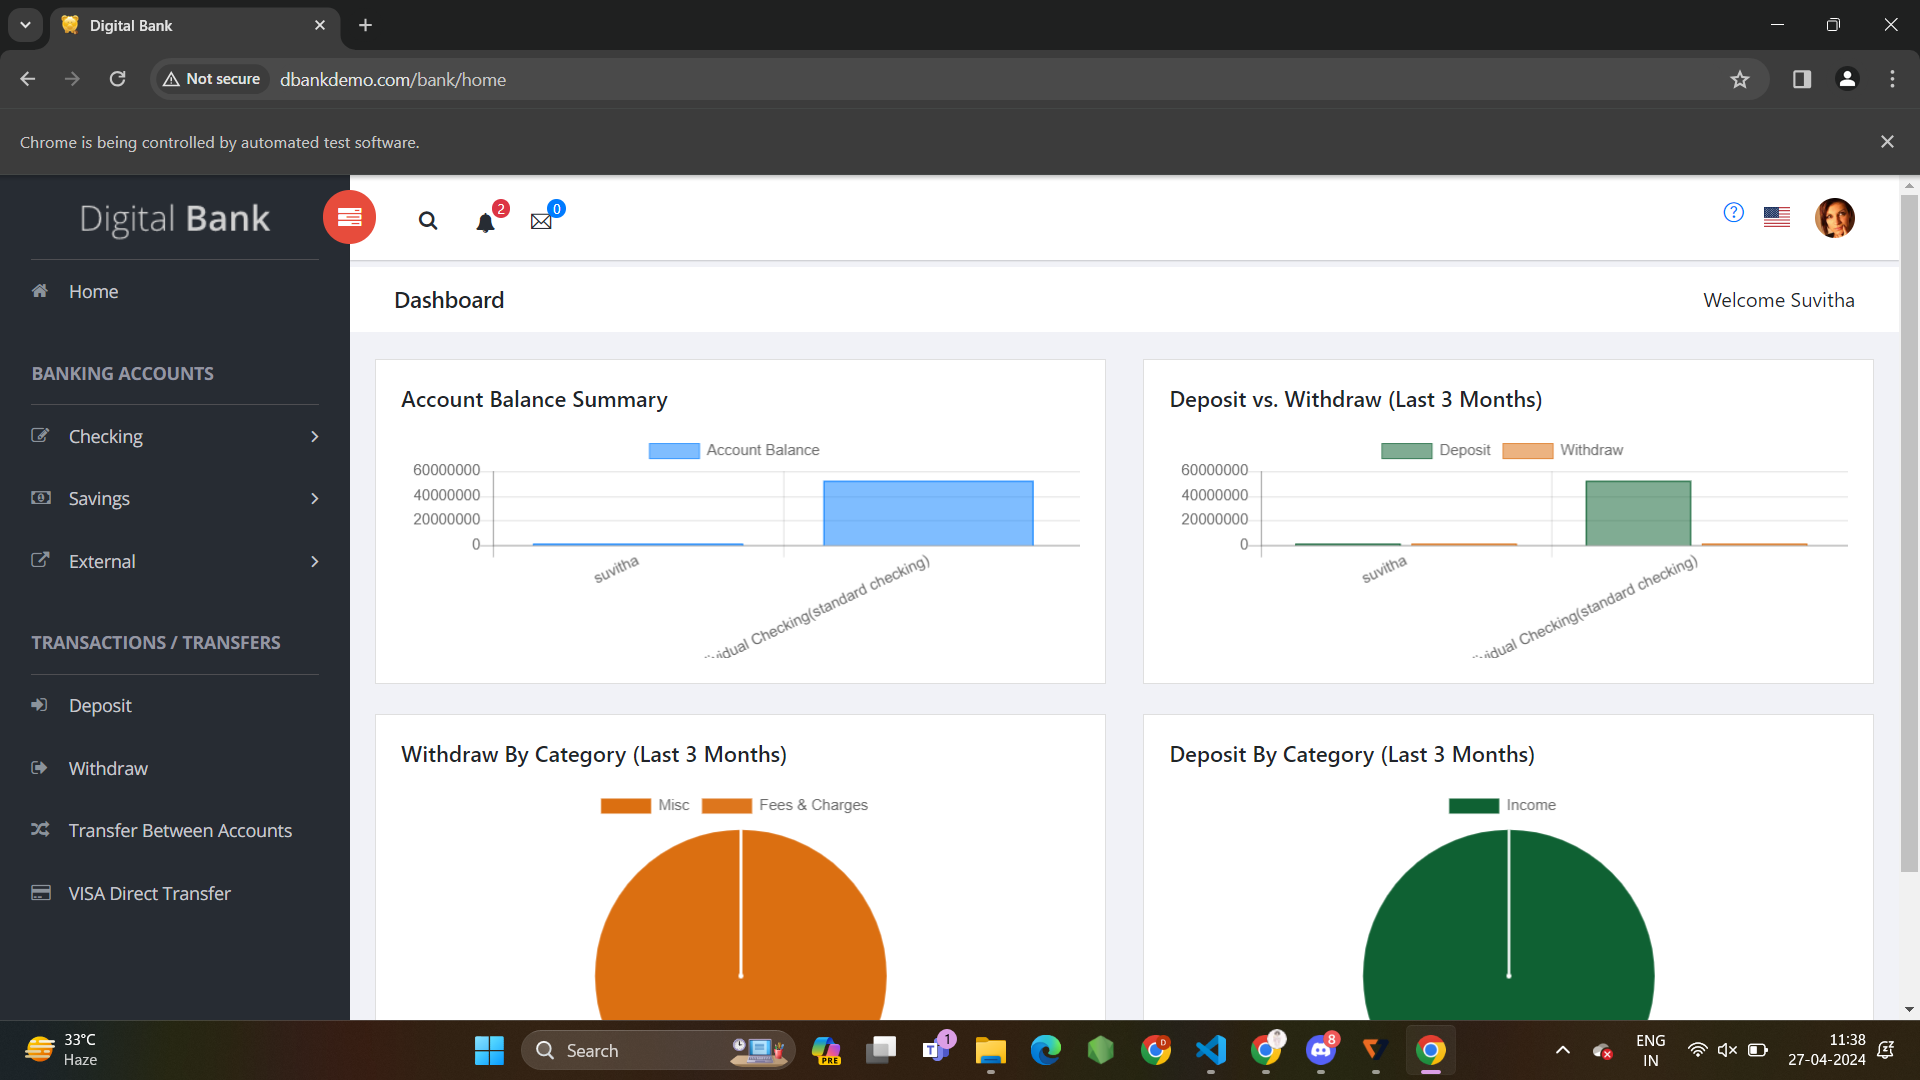 Digital Bank
Not secure
dbankdemo.com/bank/home
Chrome is being controlled by automated test software.
Digital Bank
2
0
Home
BANKING ACCOUNTS
Checking
Savings
External
TRANSACTIONS / TRANSFERS
Deposit
Withdraw
Transfer Between Accounts
VISA Direct Transfer
Dashboard
Welcome Suvitha
Account Balance Summary
Account Balance
60000000
40000000
20000000
0
suvitha
Checking(standard checking)
Deposit vs. Withdraw (Last 3 Months)
Deposit
Withdraw
60000000
40000000
20000000
0
suvitha
Checking(standard checking)
Withdraw By Category (Last 3 Months)
Misc
Fees & Charges
Deposit By Category (Last 3 Months)
Income
33°C
Haze
Search
PRE
1
D
8
ENG
IN
11:38
27-04-2024